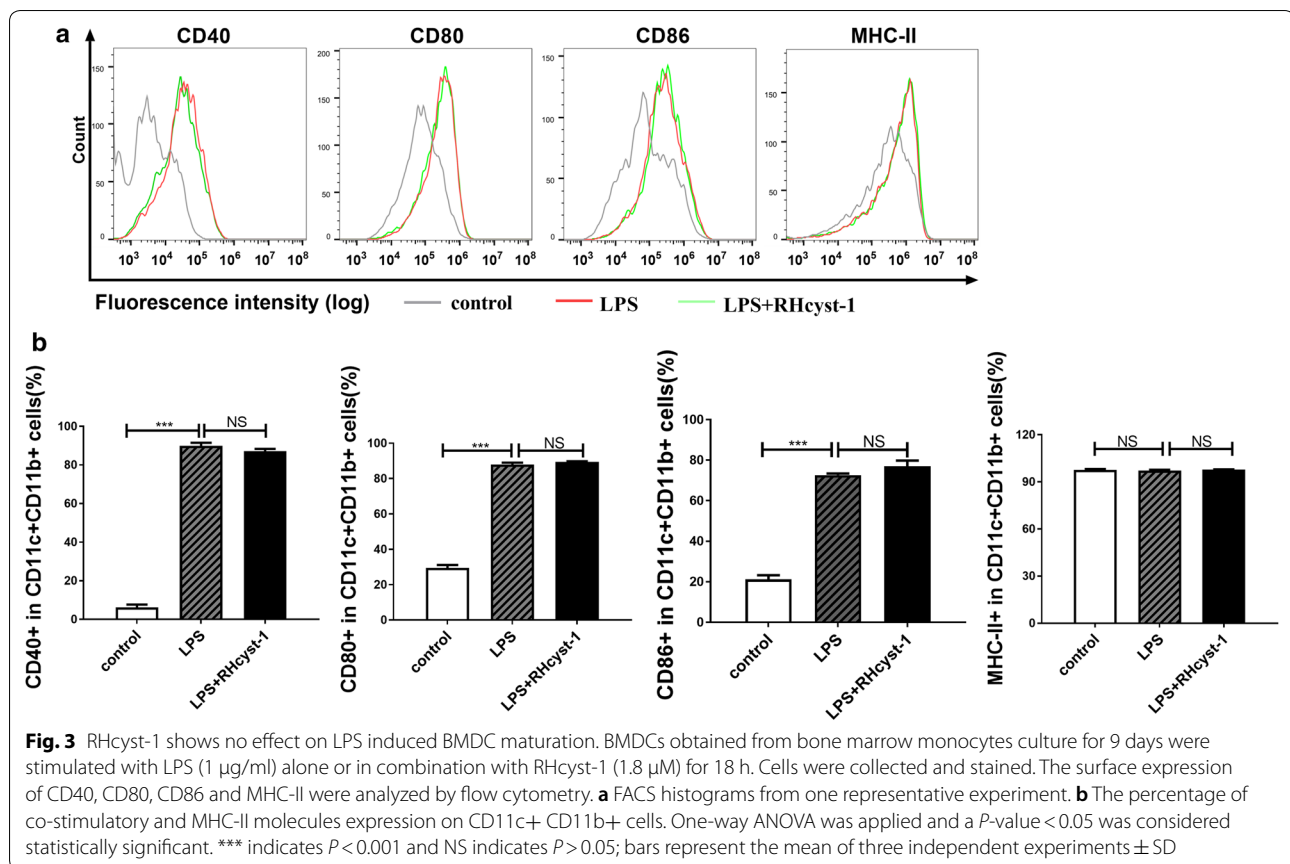 a
CD40 CD80 CD86 MHC-II
Count
150
100
50
0
10³ 10⁴ 10⁵ 10⁶ 10⁷ 10⁸
200
150
100
50
0
10³ 10⁴ 10⁵ 10⁶ 10⁷ 10⁸
150
100
50
0
10³ 10⁴ 10⁵ 10⁶ 10⁷ 10⁸
150
100
50
0
10³ 10⁴ 10⁵ 10⁶ 10⁷ 10⁸
Fluorescence intensity (log) control LPS LPS+RHcyst-1
b
CD40+ in CD11c+CD11b+ cells(%)
100
80
60
40
20
0
*** NS
control LPS LPS+RHcyst-1
CD80+ in CD11c+CD11b+ cells(%)
100
80
60
40
20
0
*** NS
control LPS LPS+RHcyst-1
CD86+ in CD11c+CD11b+ cells(%)
100
80
60
40
20
0
*** NS
control LPS LPS+RHcyst-1
MHC-II+ in CD11c+CD11b+ cells(%)
120
90
60
30
0
NS NS
control LPS LPS+RHcyst-1
Fig. 3 RHcyst-1 shows no effect on LPS induced BMDC maturation. BMDCs obtained from bone marrow monocytes culture for 9 days were
stimulated with LPS (1 μg/ml) alone or in combination with RHcyst-1 (1.8 μM) for 18 h. Cells were collected and stained. The surface expression
of CD40, CD80, CD86 and MHC-II were analyzed by flow cytometry. a FACS histograms from one representative experiment. b The percentage of
co-stimulatory and MHC-II molecules expression on CD11c+ CD11b+ cells. One-way ANOVA was applied and a P-value < 0.05 was considered
statistically significant. *** indicates P < 0.001 and NS indicates P > 0.05; bars represent the mean of three independent experiments ± SD